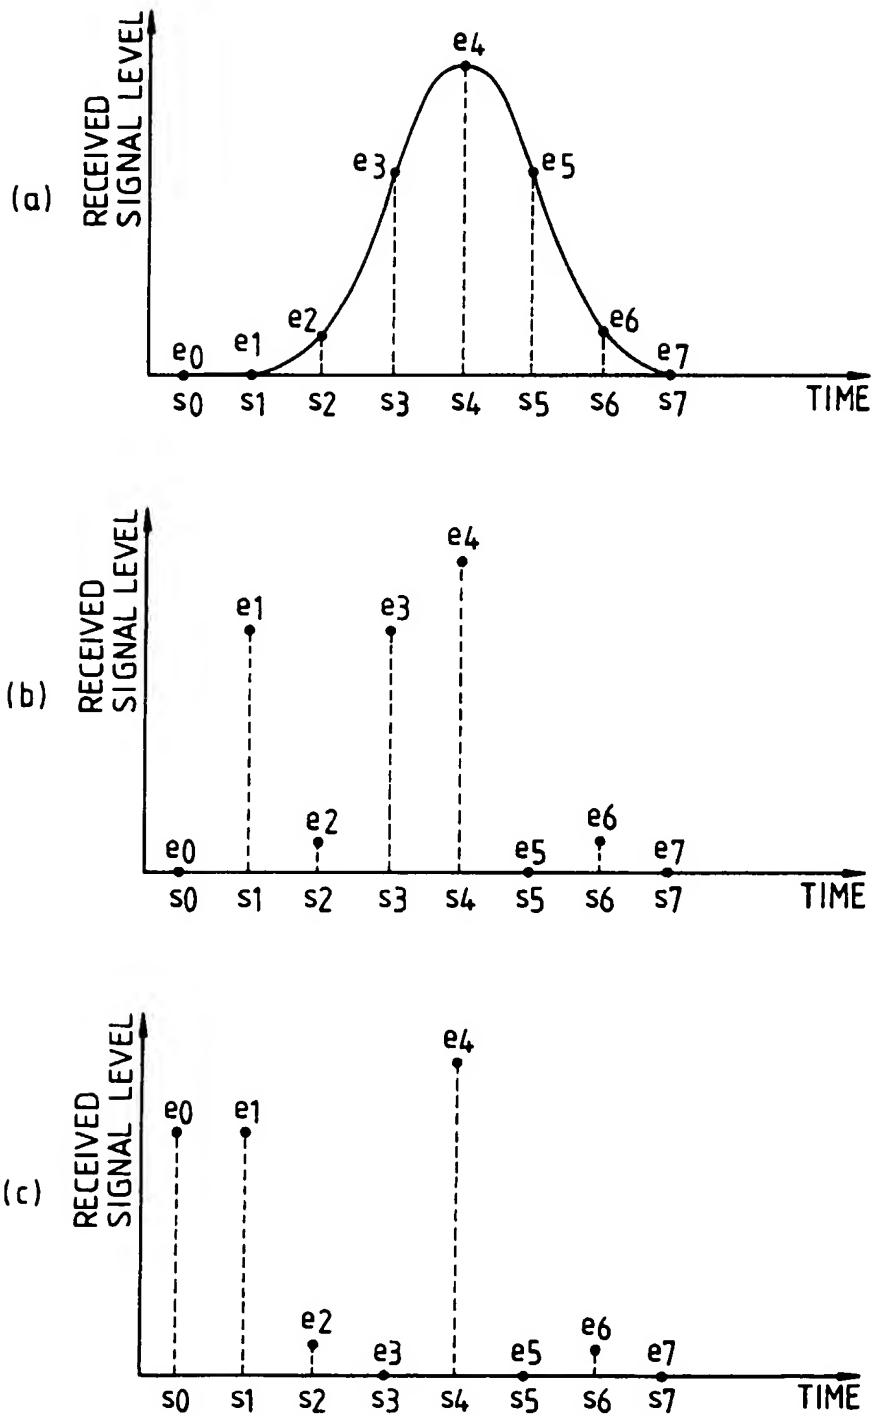 (a)
RECEIVED
SIGNAL LEVEL
e0 e1 e2 e3 e4 e5 e6 e7
s0 s1 s2 s3 s4 s5 s6 s7 TIME
(b)
RECEIVED
SIGNAL LEVEL
e0 e1 e2 e3 e4 e5 e6 e7
s0 s1 s2 s3 s4 s5 s6 s7 TIME
(c)
RECEIVED
SIGNAL LEVEL
e0 e1 e2 e3 e4 e5 e6 e7
s0 s1 s2 s3 s4 s5 s6 s7 TIME